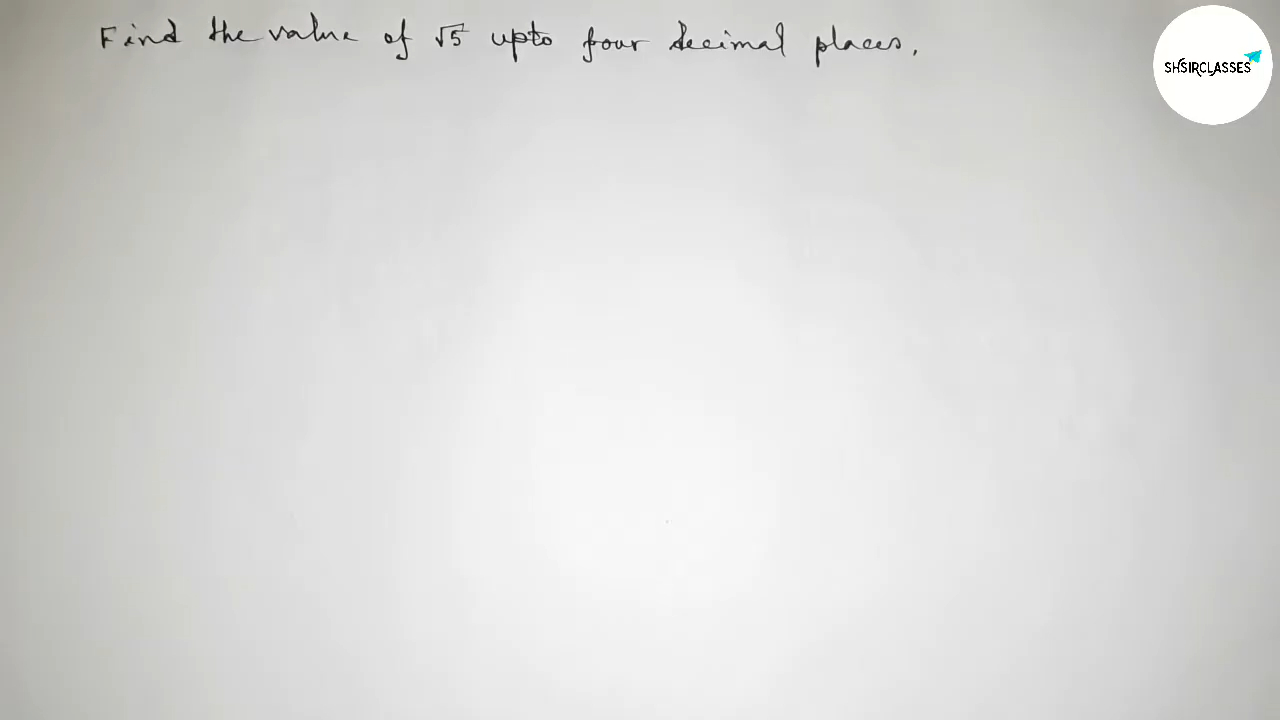 Find the value of √5 upto four decimal places.
SHSIRCLASSES